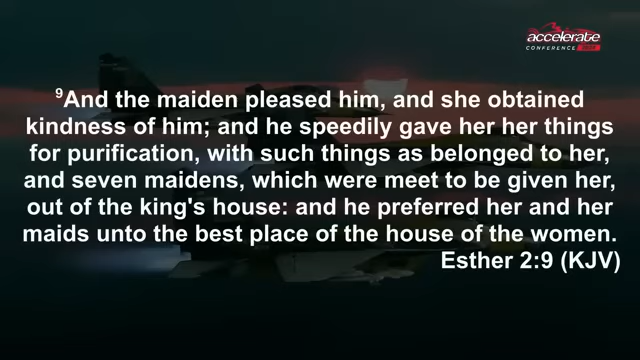 accelerate
CONFERENCE
⁹And the maiden pleased him, and she obtained
kindness of him; and he speedily gave her her things
for purification, with such things as belonged to her,
and seven maidens, which were meet to be given her,
out of the king's house: and he preferred her and her
maids unto the best place of the house of the women.
Esther 2:9 (KJV)